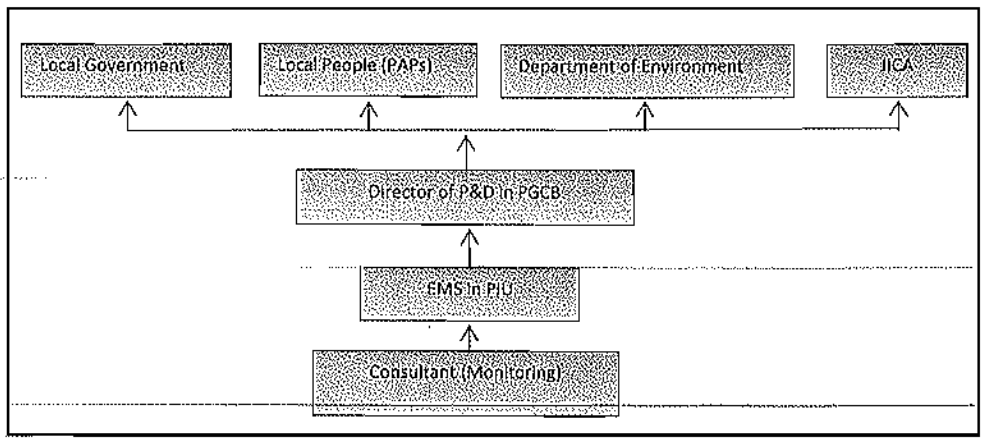 Local Government
Local People (PAPs)
Department of Environment
JICA
Director of P&D in PGCB
EMS in PIU
Consultant (Monitoring)